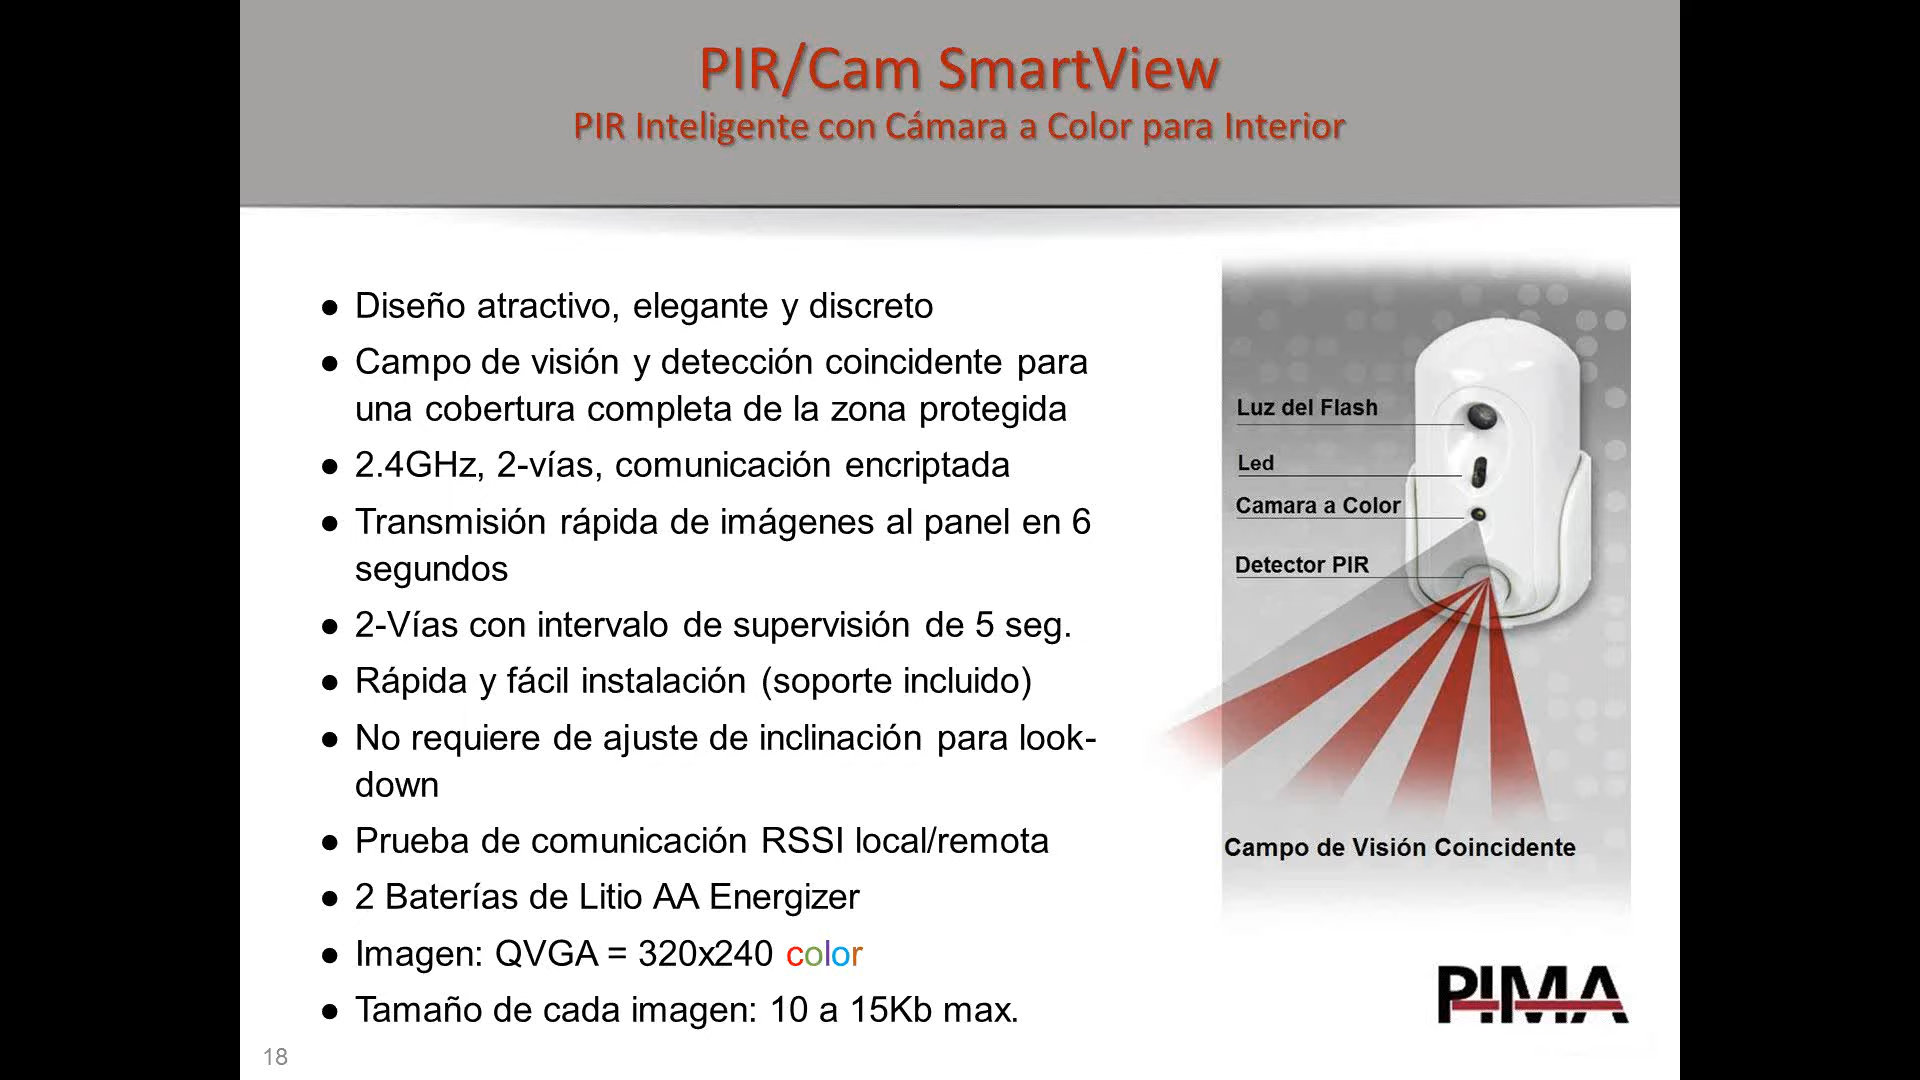 PIR/Cam SmartView
PIR Inteligente con Cámara a Color para Interior
● Diseño atractivo, elegante y discreto
● Campo de visión y detección coincidente para
una cobertura completa de la zona protegida
● 2.4GHz, 2-vías, comunicación encriptada
● Transmisión rápida de imágenes al panel en 6
segundos
● 2-Vías con intervalo de supervisión de 5 seg.
● Rápida y fácil instalación (soporte incluido)
● No requiere de ajuste de inclinación para look-
down
● Prueba de comunicación RSSI local/remota
● 2 Baterías de Litio AA Energizer
● Imagen: QVGA = 320x240 color
● Tamaño de cada imagen: 10 a 15Kb max.
Luz del Flash
Led
Camara a Color
Detector PIR
Campo de Visión Coincidente
PIMA
18